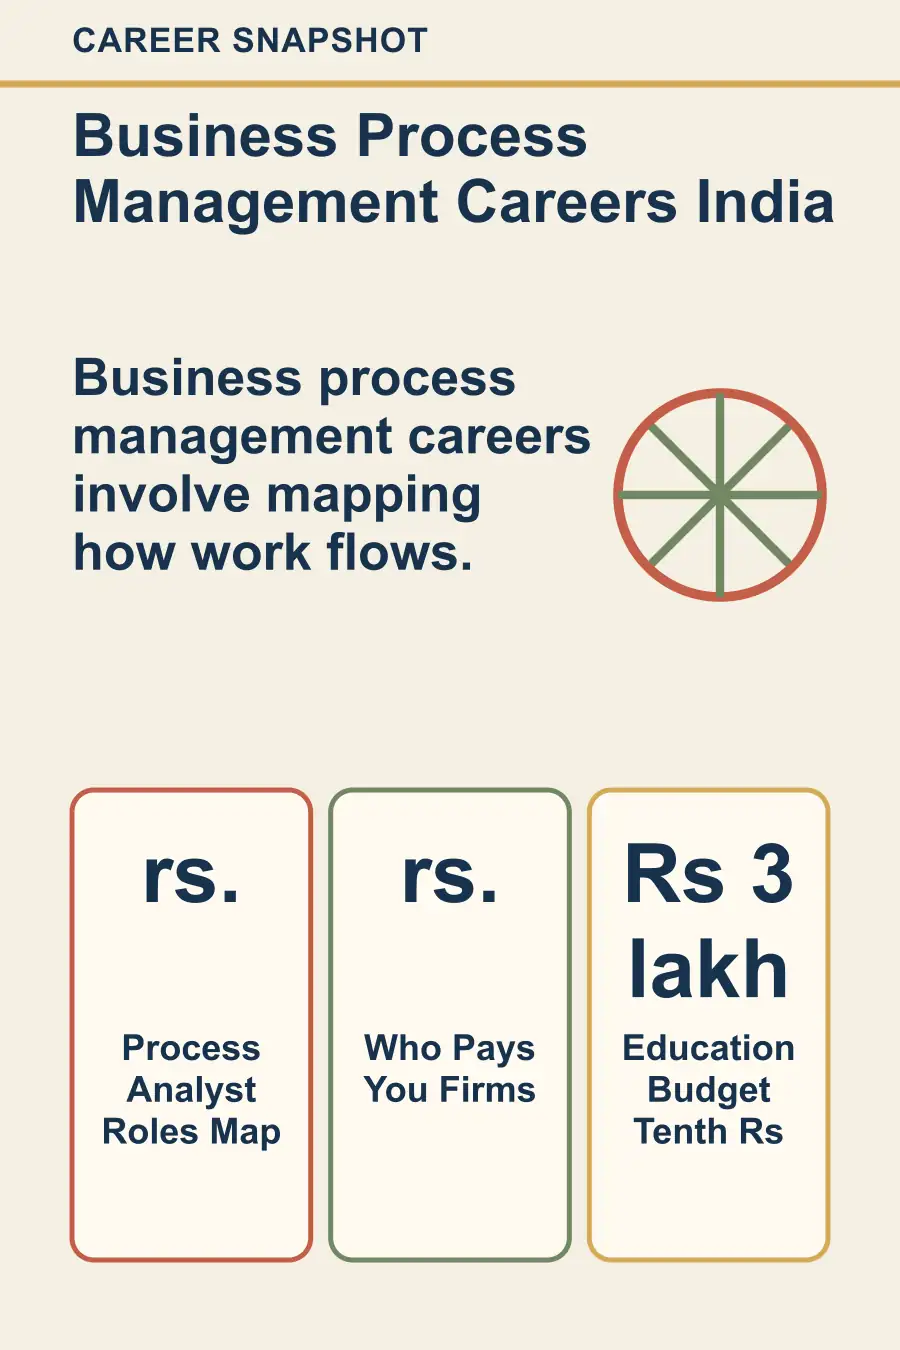 CAREER SNAPSHOT
Business Process
Management Careers India
Business process
management careers
involve mapping
how work flows.
rs.
Process
Analyst
Roles Map
rs.
Who Pays
You Firms
Rs 3
lakh
Education
Budget
Tenth Rs